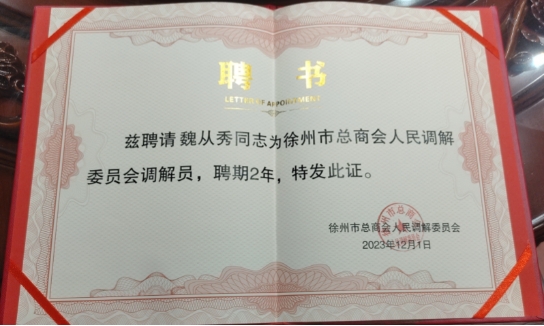 聘 书
LETTER OF APPOINTMENT
兹聘请魏从秀同志为徐州市总商会人民调解
委员会调解员，聘期2年，特发此证。
徐州市总商会人民调解委员会
2023年12月1日